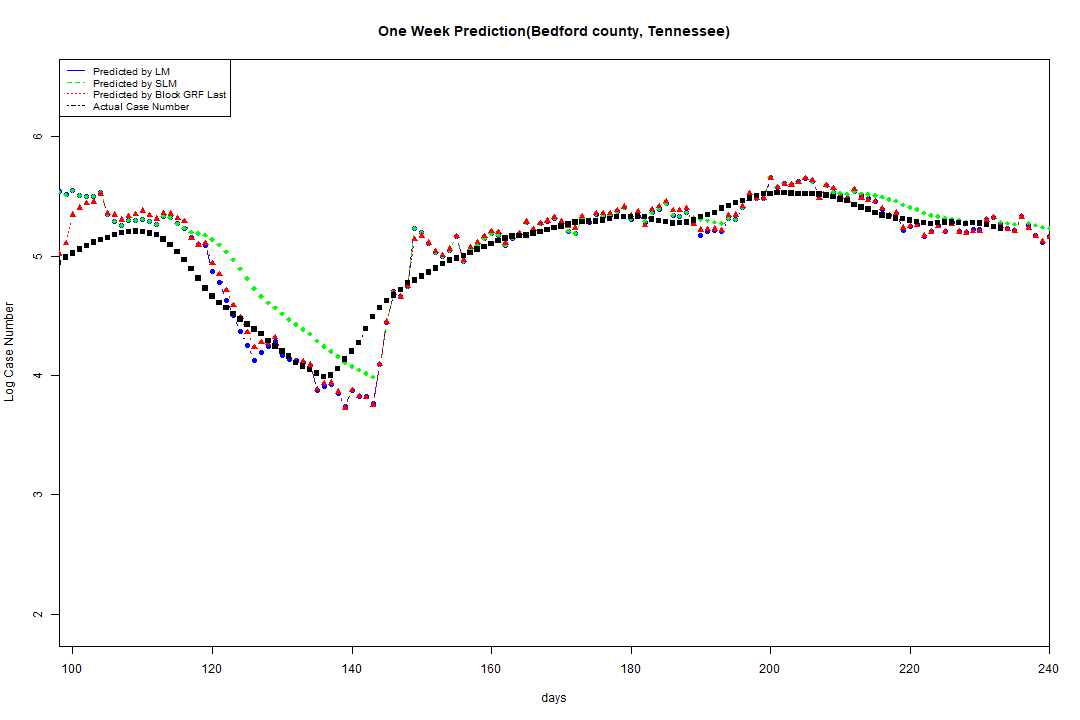 One Week Prediction(Bedford county, Tennessee)
Predicted by LM
Predicted by SLM
Predicted by Block GRF Last
Actual Case Number
6
5
4
3
2
Log Case Number
100 120 140 160 180 200 220 240
days